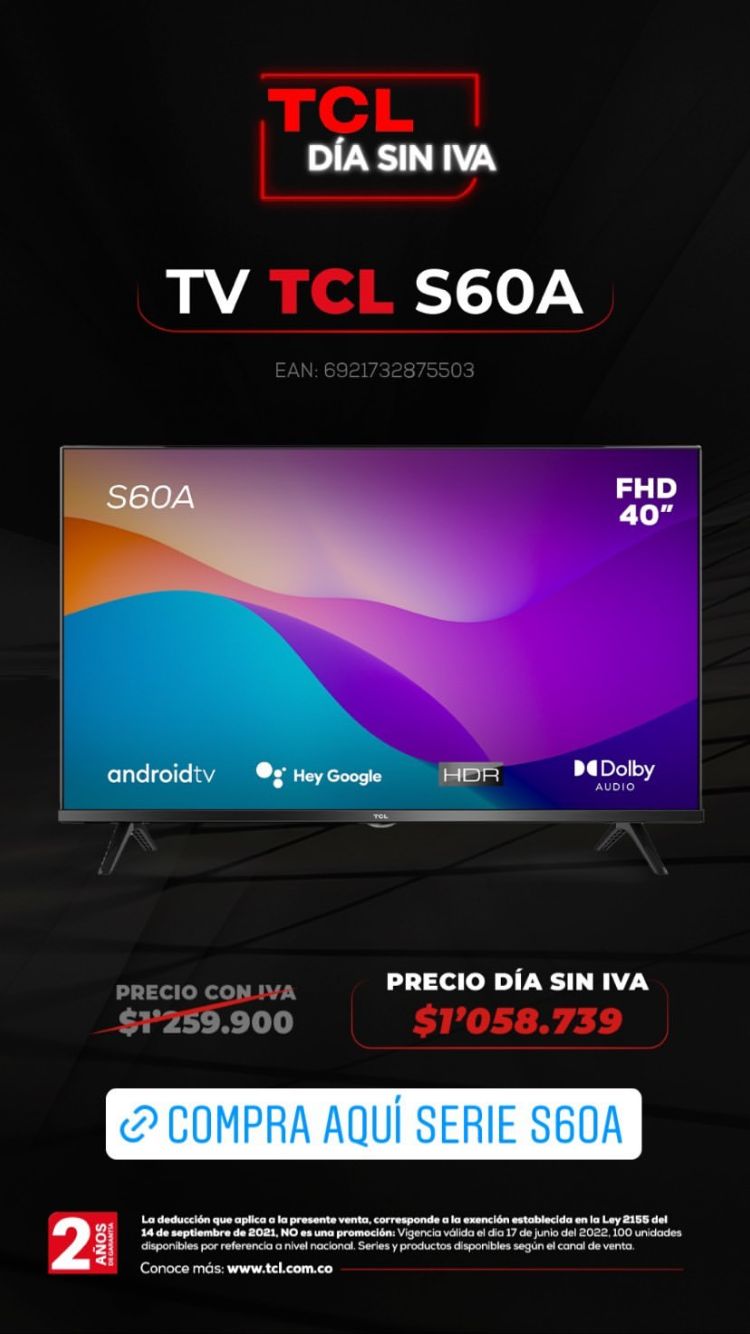 TCL
DÍA SIN IVA
TV TCL S60A
EAN: 6921732875503
S60A
FHD
40”
androidtv
Hey Google
HDR
Dolby
AUDIO
TCL
PRECIO CON IVA
$1’259.900
PRECIO DÍA SIN IVA
$1’058.739
COMPRA AQUÍ SERIE S60A
2 AÑOS
DE GARANTÍA
La deducción que aplica a la presente venta, corresponde a la exención establecida en la Ley 2155 del
14 de septiembre de 2021, NO es una promoción: Vigencia válida el dia 17 de junio del 2022, 100 unidades
disponibles por referencia a nivel nacional. Series y productos disponibles según el canal de venta.
Conoce más: www.tcl.com.co